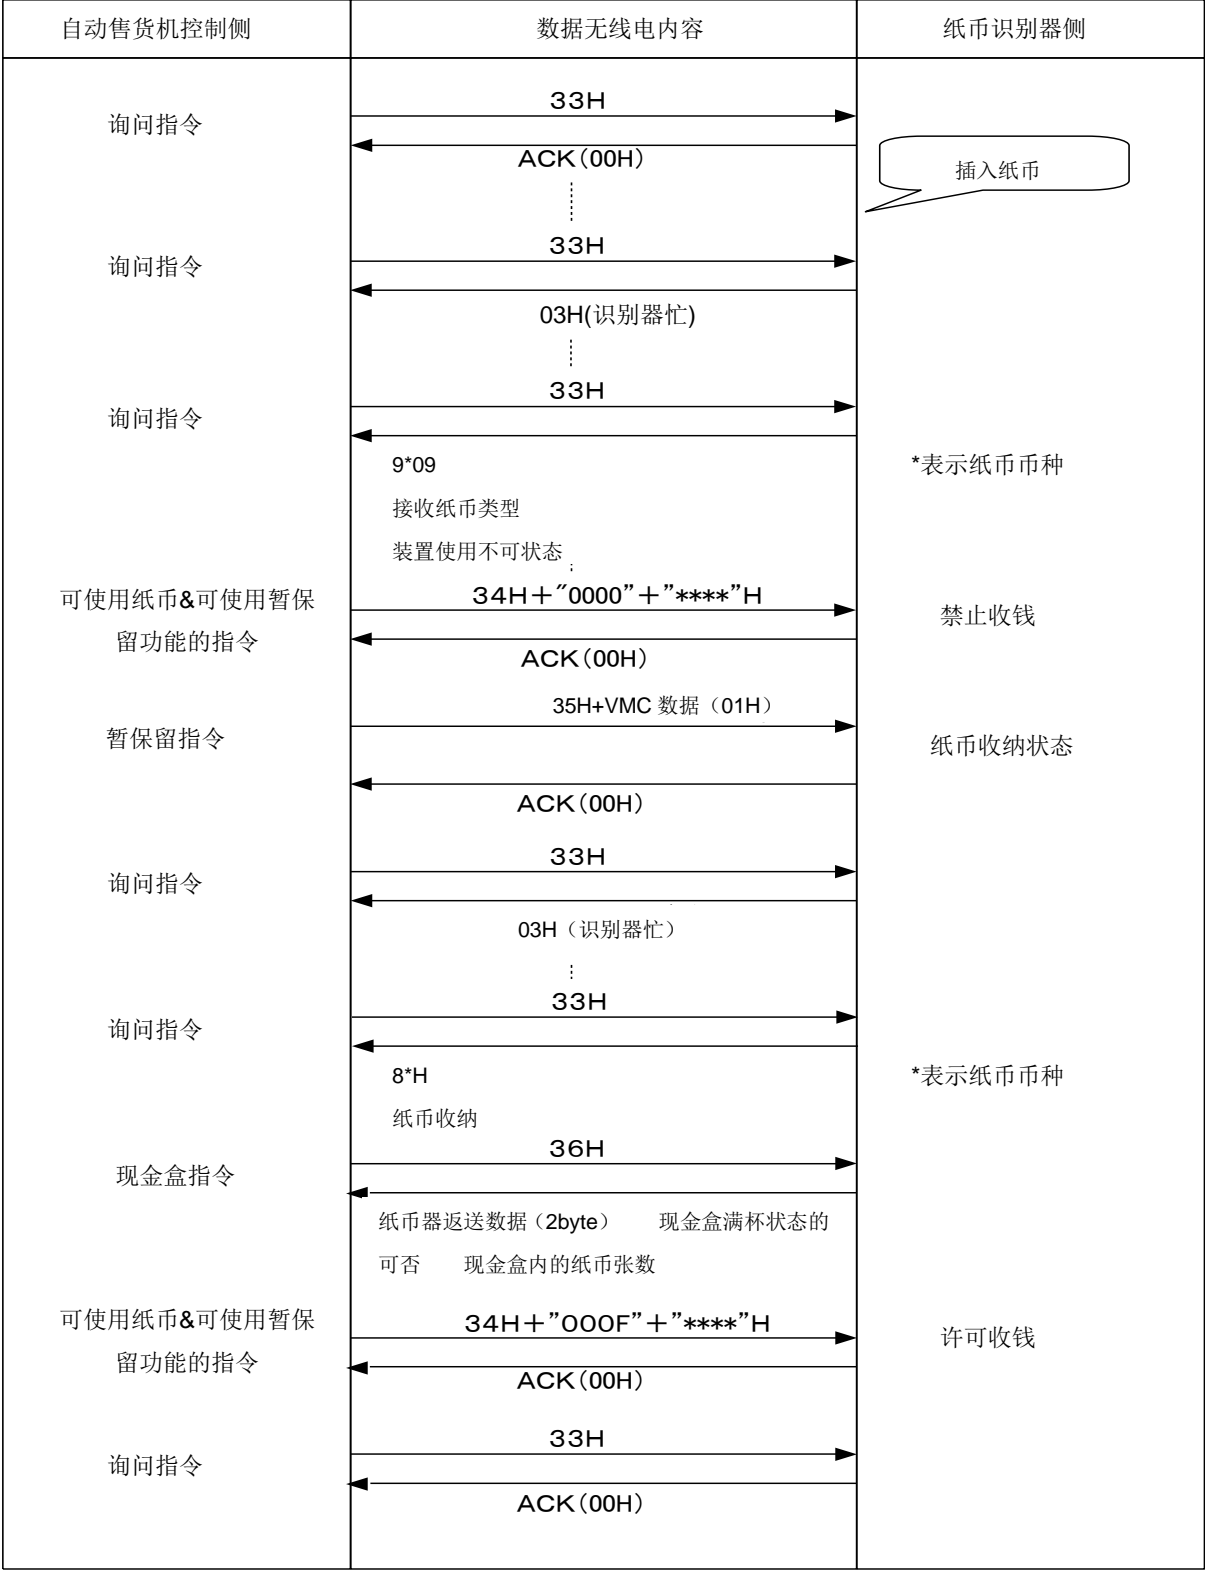 自动售货机控制侧 数据无线电内容 纸币识别器侧
33H
询问指令
ACK(00H)
插入纸币
33H
询问指令
03H(识别器忙)
33H
询问指令
9*09 *表示纸币币种
接收纸币类型
装置使用不可状态
可使用纸币&可使用暂保 34H+"0000"+"****"H
禁止收钱
留功能的指令
ACK(00H)
35H+VMC 数据（01H）
暂保留指令 纸币收纳状态
ACK(00H)
33H
询问指令
03H（识别器忙）
33H
询问指令
8*H *表示纸币币种
纸币收纳
36H
现金盒指令
纸币器返送数据（2byte） 现金盒满杯状态的
可否 现金盒内的纸币张数
可使用纸币&可使用暂保 34H+"000F"+"****"H
许可收钱
留功能的指令
ACK(00H)
33H
询问指令
ACK(00H)